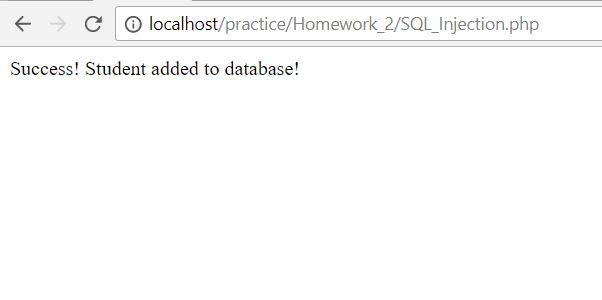 localhost/practice/Homework_2/SQL_Injection.php
Success! Student added to database!